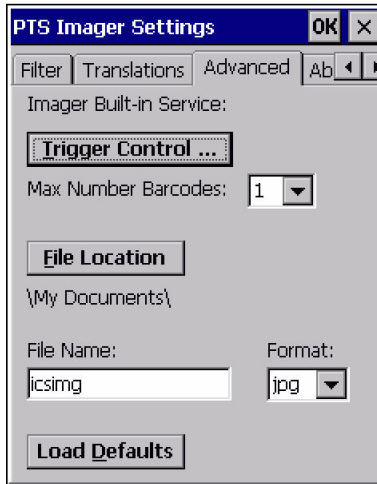 PTS Imager Settings OK ×
Filter Translations Advanced Ab
Imager Built-in Service:
Trigger Control ...
Max Number Barcodes: 1
File Location
\My Documents\
File Name: Format:
icsimg jpg
Load Defaults